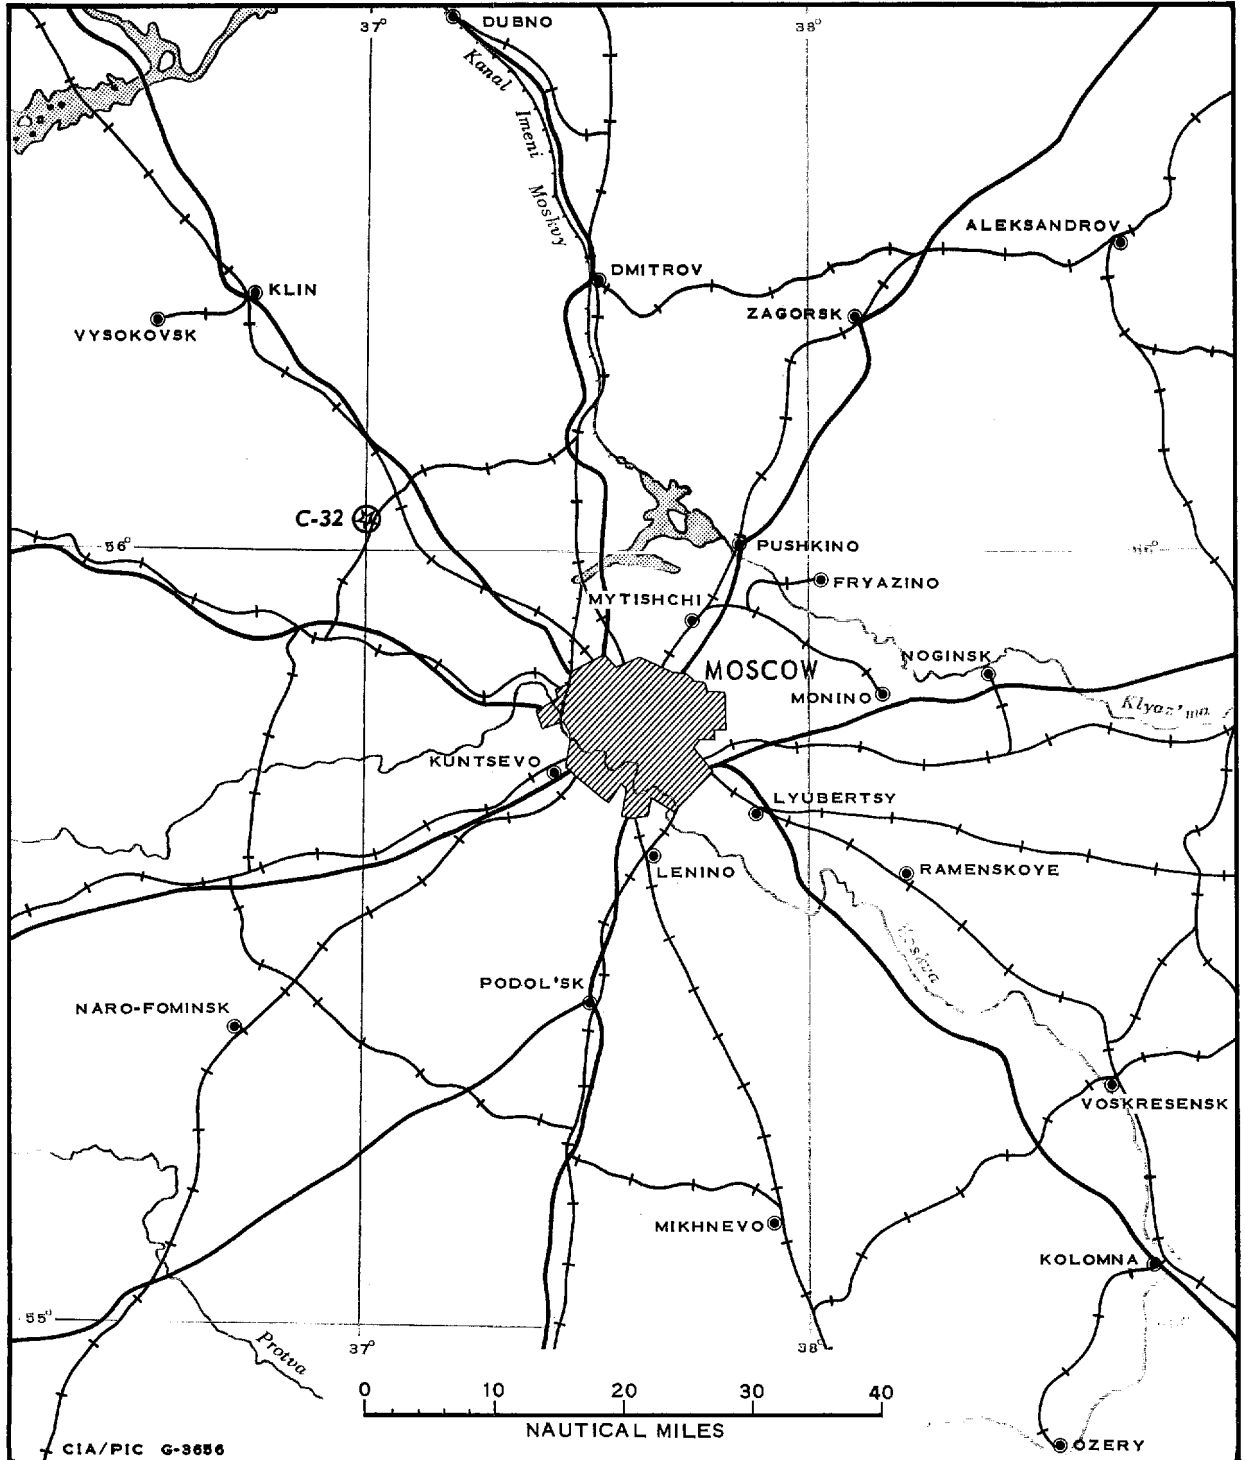 37°
38°
DUBNO
Kanal Imeni Moskvy
ALEKSANDROV
DMITROV
KLIN
ZAGORSK
VYSOKOVSK
C-32
56°
56°
PUSHKINO
FRYAZINO
MYTISHCHI
NOGINSK
MOSCOW
MONINO
Klyaz'ma
KUNTSEVO
LYUBERTSY
LENINO
RAMENSKOYE
Moskva
PODOL'SK
NARO-FOMINSK
VOSKRESENSK
MIKHNEVO
KOLOMNA
55°
Protva
37°
38°
0 10 20 30 40
NAUTICAL MILES
OZERY
CIA/PIC G-3656